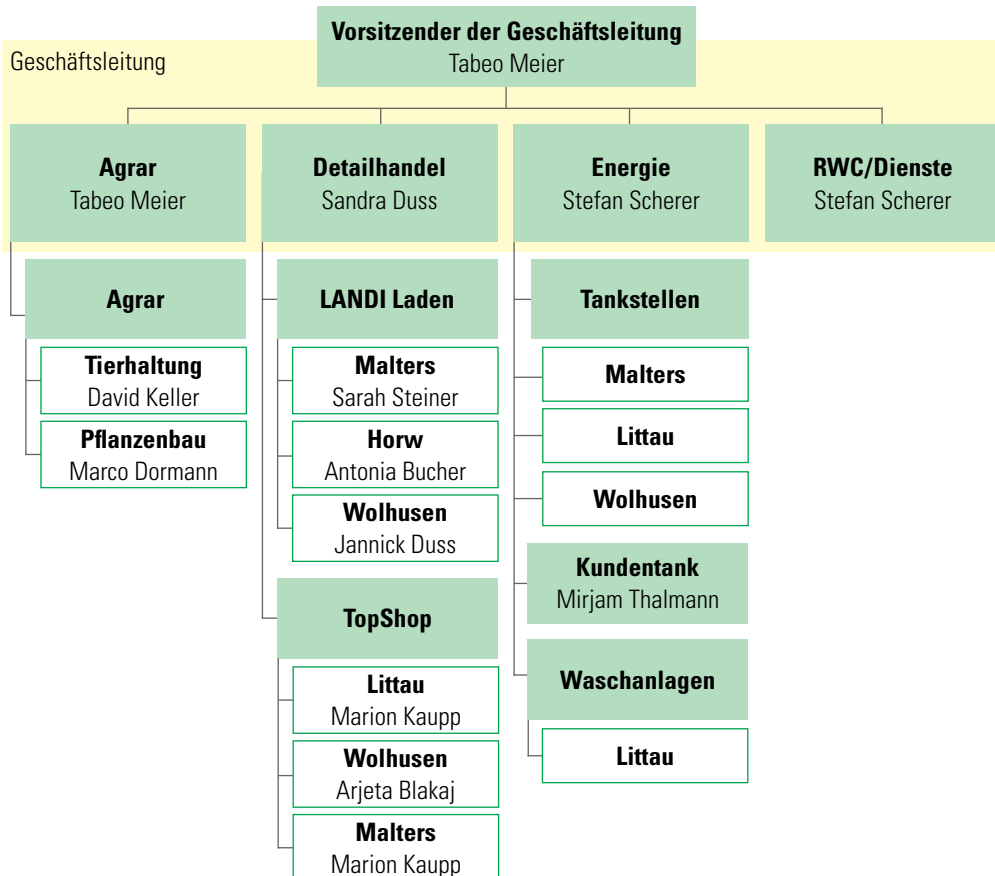 Vorsitzender der Geschäftsleitung
Tabeo Meier
Geschäftsleitung
Agrar
Tabeo Meier
Detailhandel
Sandra Duss
Energie
Stefan Scherer
RWC/Dienste
Stefan Scherer
Agrar
Tierhaltung
David Keller
Pflanzenbau
Marco Dormann
LANDI Laden
Malters
Sarah Steiner
Horw
Antonia Bucher
Wolhusen
Jannick Duss
TopShop
Littau
Marion Kaupp
Wolhusen
Arjeta Blakaj
Malters
Marion Kaupp
Tankstellen
Malters
Littau
Wolhusen
Kundentank
Mirjam Thalmann
Waschanlagen
Littau